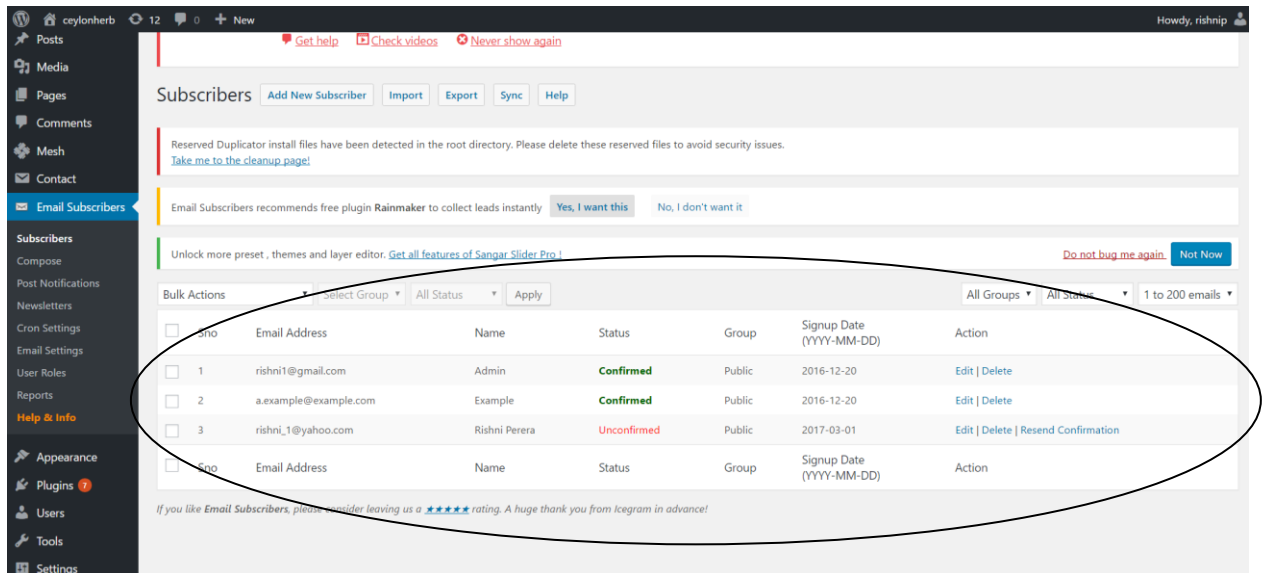 ceylonherb 12 0 New Howdy, rishnip
Posts
Media
Pages
Comments
Mesh
Contact
Email Subscribers
Subscribers
Compose
Post Notifications
Newsletters
Cron Settings
Email Settings
User Roles
Reports
Help & Info
Appearance
Plugins 7
Users
Tools
Settings
Get help Check videos Never show again
Subscribers Add New Subscriber Import Export Sync Help
Reserved Duplicator install files have been detected in the root directory. Please delete these reserved files to avoid security issues.
Take me to the cleanup page!
Email Subscribers recommends free plugin Rainmaker to collect leads instantly Yes, I want this No, I don't want it
Unlock more preset , themes and layer editor. Get all features of Sangar Slider Pro ! Do not bug me again. Not Now
Bulk Actions Select Group All Status Apply All Groups All Status 1 to 200 emails
Sno Email Address Name Status Group Signup Date (YYYY-MM-DD) Action
1 rishni1@gmail.com Admin Confirmed Public 2016-12-20 Edit | Delete
2 a.example@example.com Example Confirmed Public 2016-12-20 Edit | Delete
3 rishni_1@yahoo.com Rishni Perera Unconfirmed Public 2017-03-01 Edit | Delete | Resend Confirmation
Sno Email Address Name Status Group Signup Date (YYYY-MM-DD) Action
If you like Email Subscribers, please consider leaving us a ★★★★★ rating. A huge thank you from Icegram in advance!